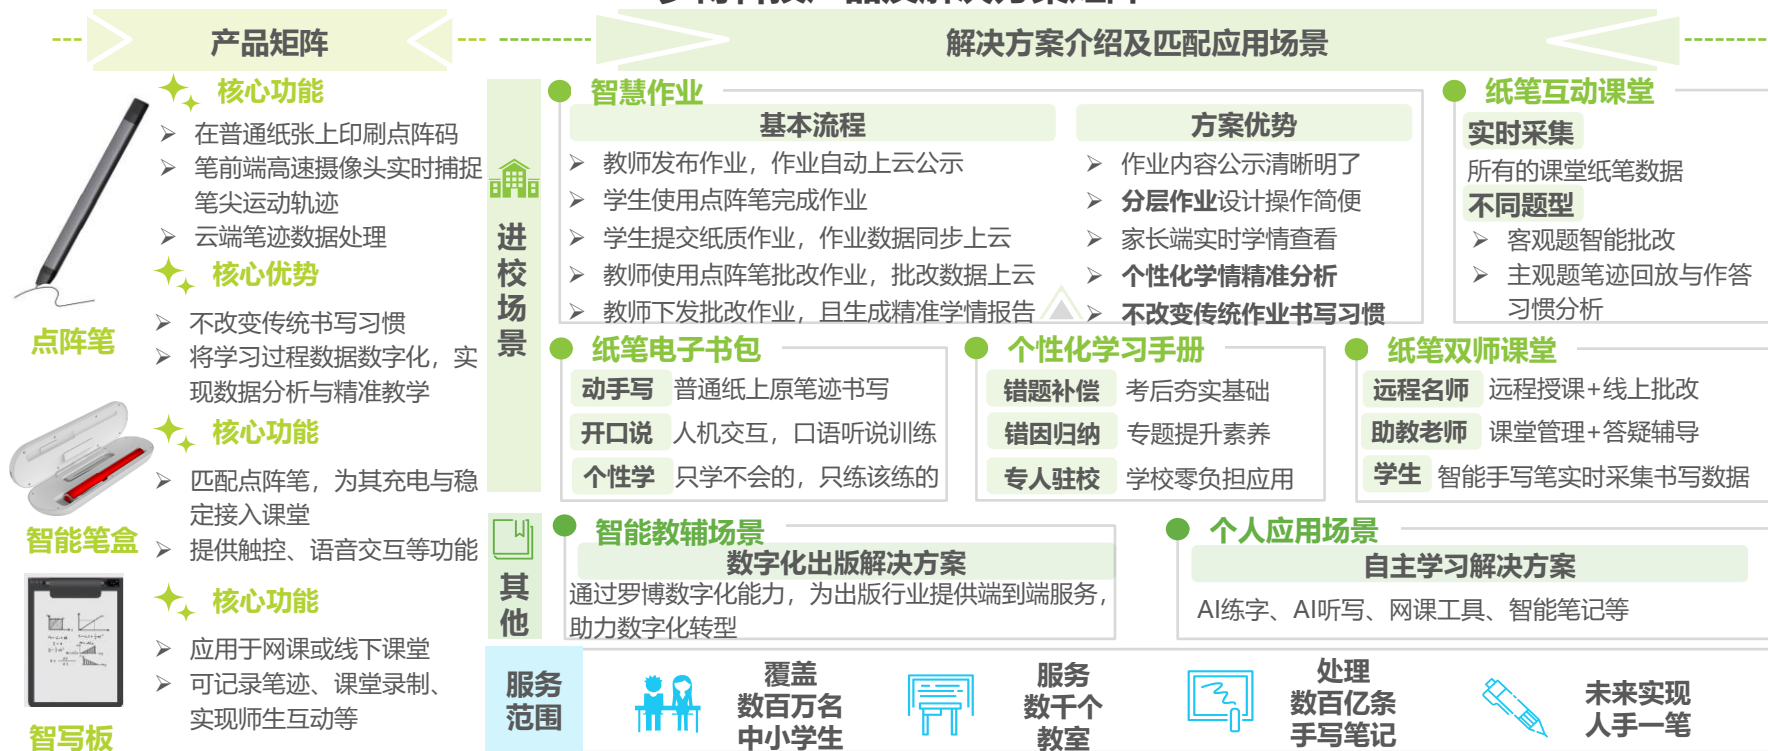 产品矩阵
核心功能
➢ 在普通纸张上印刷点阵码
➢ 笔前端高速摄像头实时捕捉
笔尖运动轨迹
➢ 云端笔迹数据处理
核心优势
➢ 不改变传统书写习惯
➢ 将学习过程数据数字化，实
现数据分析与精准教学
点阵笔
核心功能
➢ 匹配点阵笔，为其充电与稳
定接入课堂
➢ 提供触控、语音交互等功能
智能笔盒
核心功能
➢ 应用于网课或线下课堂
➢ 可记录笔迹、课堂录制、
实现师生互动等
智写板
解决方案介绍及匹配应用场景
进校场景
智慧作业
基本流程
➢ 教师发布作业，作业自动上云公示
➢ 学生使用点阵笔完成作业
➢ 学生提交纸质作业，作业数据同步上云
➢ 教师使用点阵笔批改作业，批改数据上云
➢ 教师下发批改作业，且生成精准学情报告
方案优势
➢ 作业内容公示清晰明了
➢ 分层作业设计操作简便
➢ 家长端实时学情查看
➢ 个性化学情精准分析
➢ 不改变传统作业书写习惯
纸笔互动课堂
实时采集
所有的课堂纸笔数据
不同题型
➢ 客观题智能批改
➢ 主观题笔迹回放与作答
习惯分析
纸笔电子书包
动手写 普通纸上原笔迹书写
开口说 人机交互，口语听说训练
个性学 只学不会的，只练该练的
个性化学习手册
错题补偿 考后夯实基础
错因归纳 专题提升素养
专人驻校 学校零负担应用
纸笔双师课堂
远程名师 远程授课+线上批改
助教老师 课堂管理+答疑辅导
学生 智能手写笔实时采集书写数据
其他
智能教辅场景
数字化出版解决方案
通过罗博数字化能力，为出版行业提供端到端服务，
助力数字化转型
个人应用场景
自主学习解决方案
AI练字、AI听写、网课工具、智能笔记等
服务
范围
覆盖
数百万名
中小学生
服务
数千个
教室
处理
数百亿条
手写笔记
未来实现
人手一笔